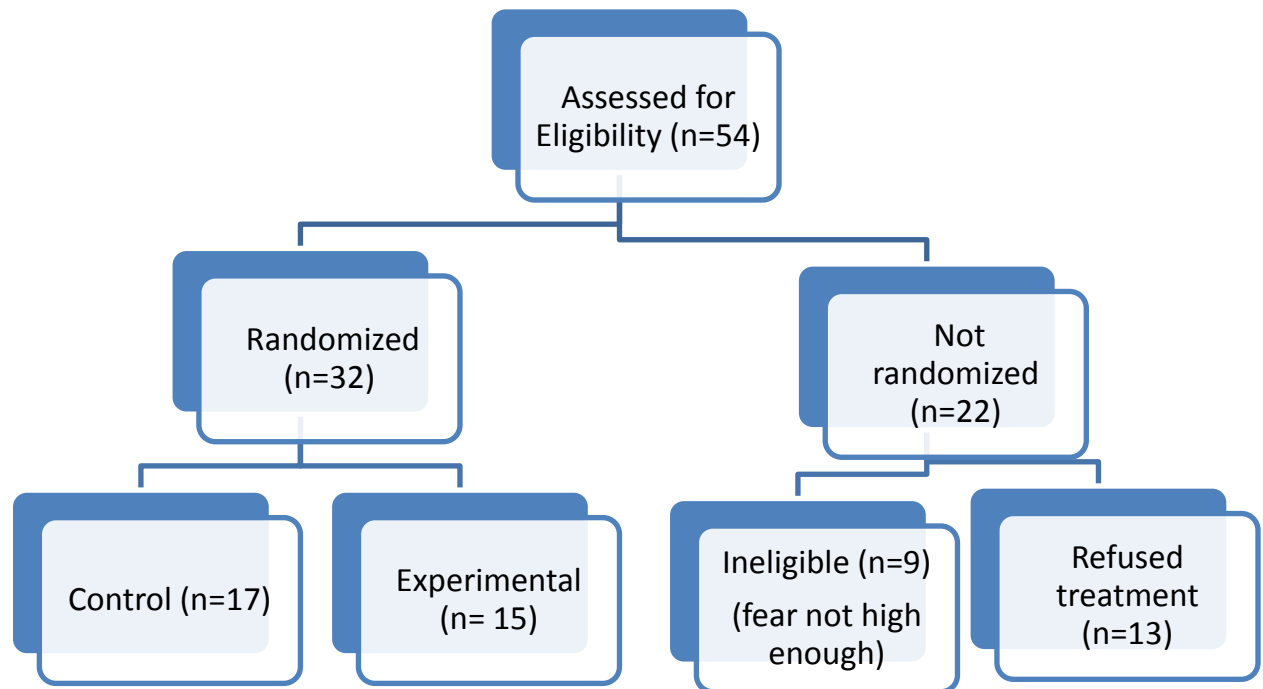 Assessed for
Eligibility (n=54)
Randomized
(n=32)
Not
randomized
(n=22)
Control (n=17)
Experimental
(n= 15)
Ineligible (n=9)
(fear not high
enough)
Refused
treatment
(n=13)